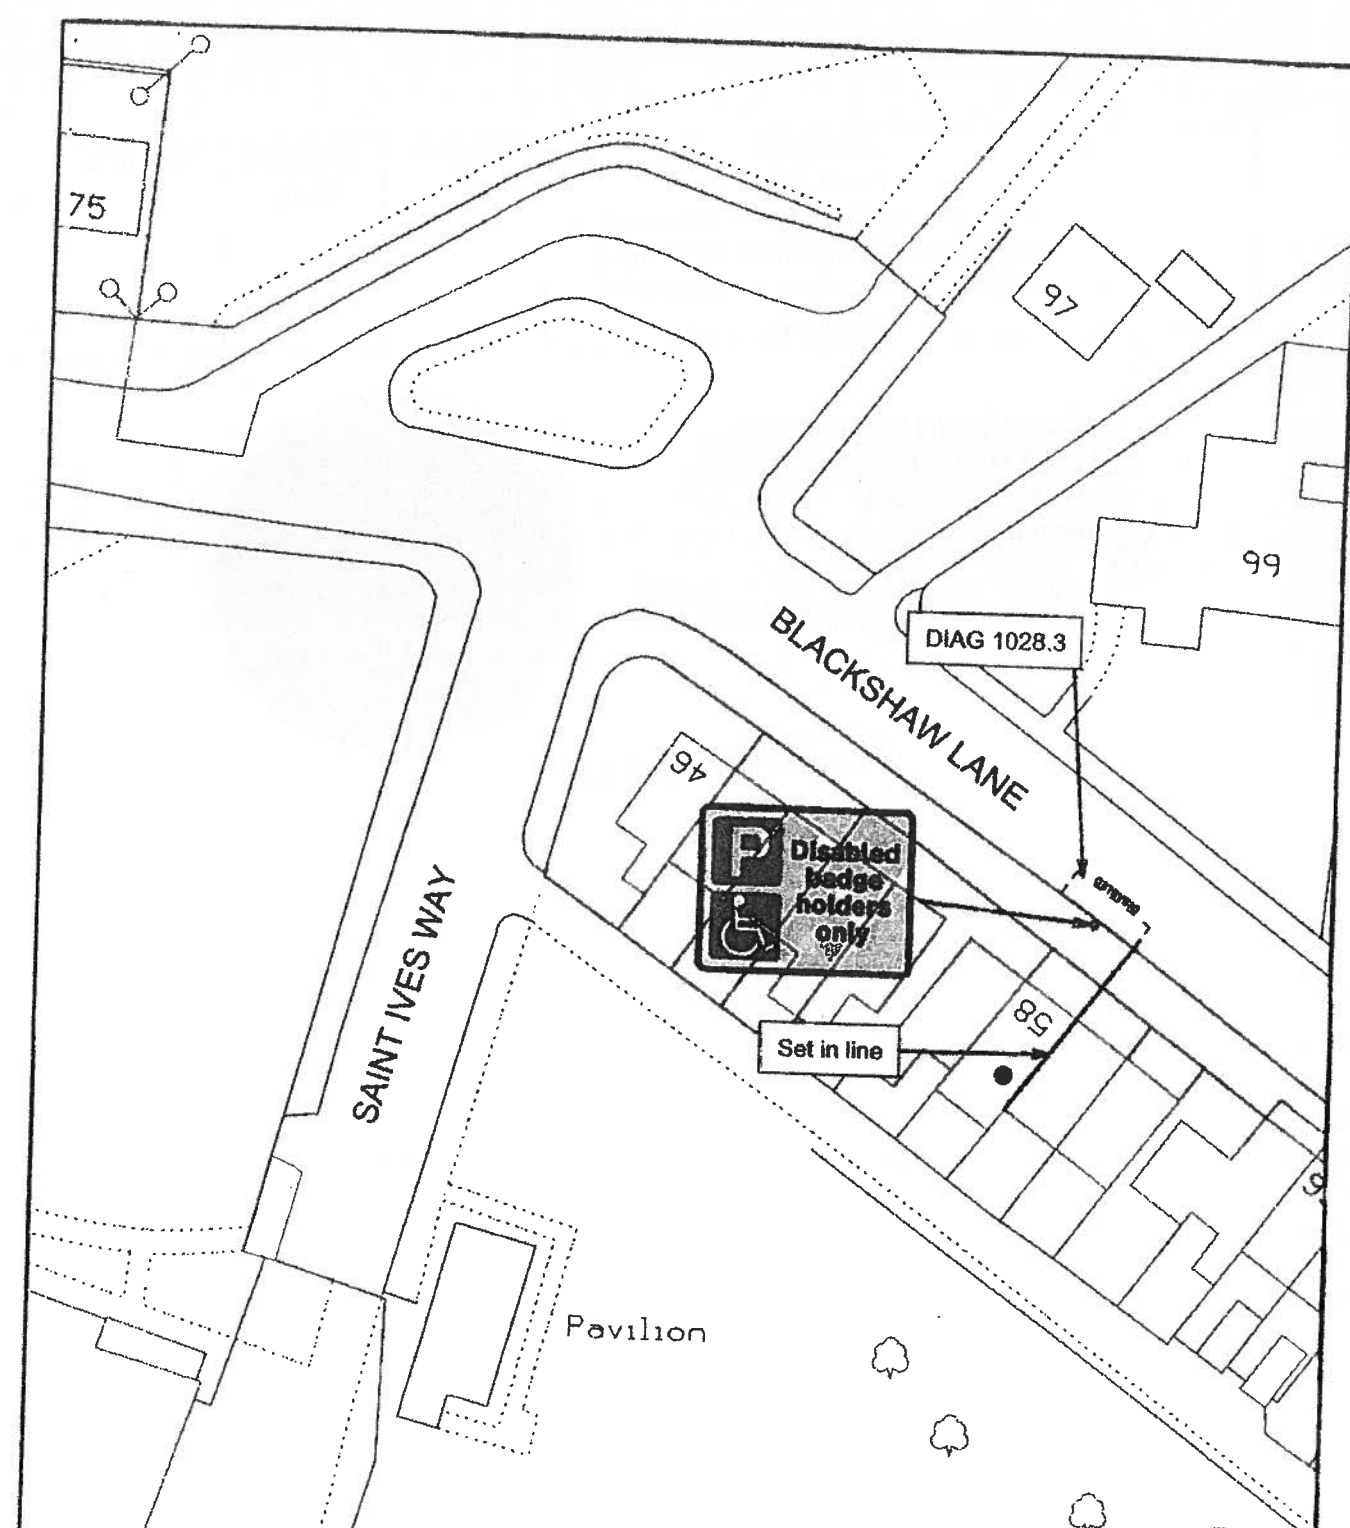 75
97
99
DIAG 1028.3
BLACKSHAW LANE
46
P
Disabled
badge
holders
only
SAINT IVES WAY
58
Set in line
Pavilion